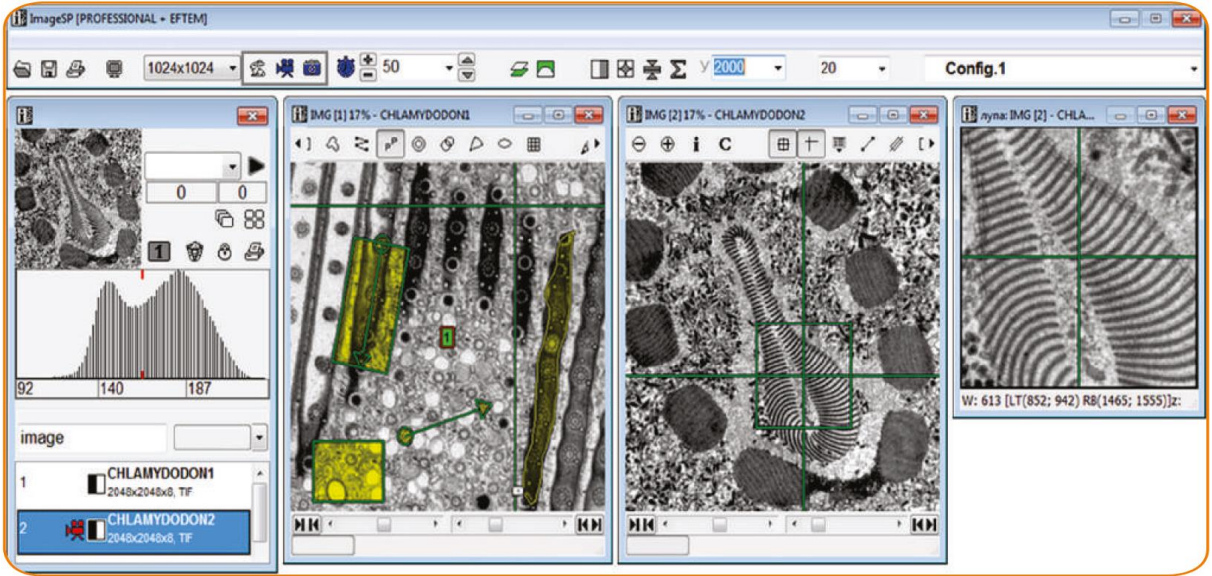 ImageSP [PROFESSIONAL + EFTEM]
1024x1024 50 У 2000 20 Config.1
0 0
1
92 140 187
image
1 CHLAMYDODON1
2048x2048x8, TIF
2 CHLAMYDODON2
2048x2048x8, TIF
IMG [1] 17% - CHLAMYDODON1
1
IMG [2] 17% - CHLAMYDODON2
i C
лупа: IMG [2] - CHLA...
W: 613 [LT(852; 942) RB(1465; 1555)]z: